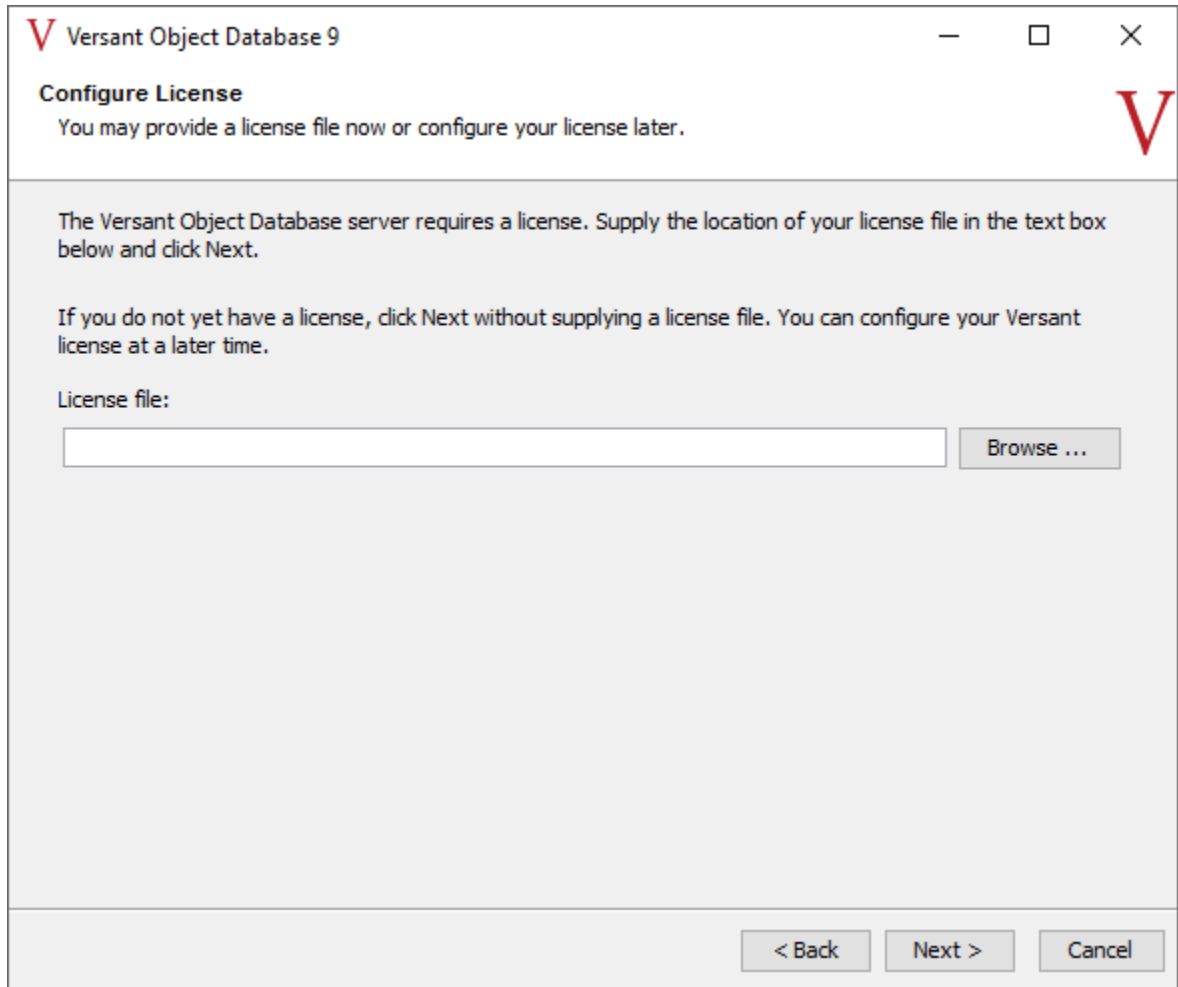 V Versant Object Database 9
Configure License
You may provide a license file now or configure your license later.
V
The Versant Object Database server requires a license. Supply the location of your license file in the text box
below and click Next.
If you do not yet have a license, click Next without supplying a license file. You can configure your Versant
license at a later time.
License file:
Browse ...
< Back Next > Cancel